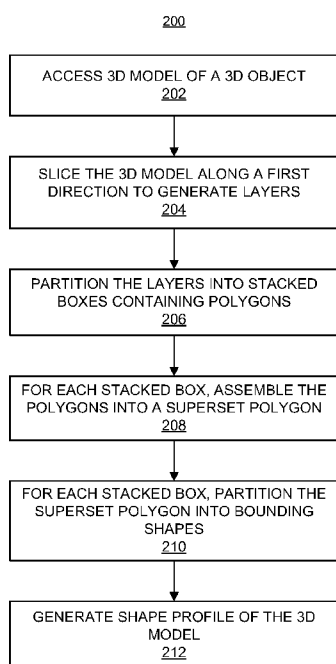 200
ACCESS 3D MODEL OF A 3D OBJECT
202
SLICE THE 3D MODEL ALONG A FIRST
DIRECTION TO GENERATE LAYERS
204
PARTITION THE LAYERS INTO STACKED
BOXES CONTAINING POLYGONS
206
FOR EACH STACKED BOX, ASSEMBLE THE
POLYGONS INTO A SUPERSET POLYGON
208
FOR EACH STACKED BOX, PARTITION THE
SUPERSET POLYGON INTO BOUNDING
SHAPES
210
GENERATE SHAPE PROFILE OF THE 3D
MODEL
212